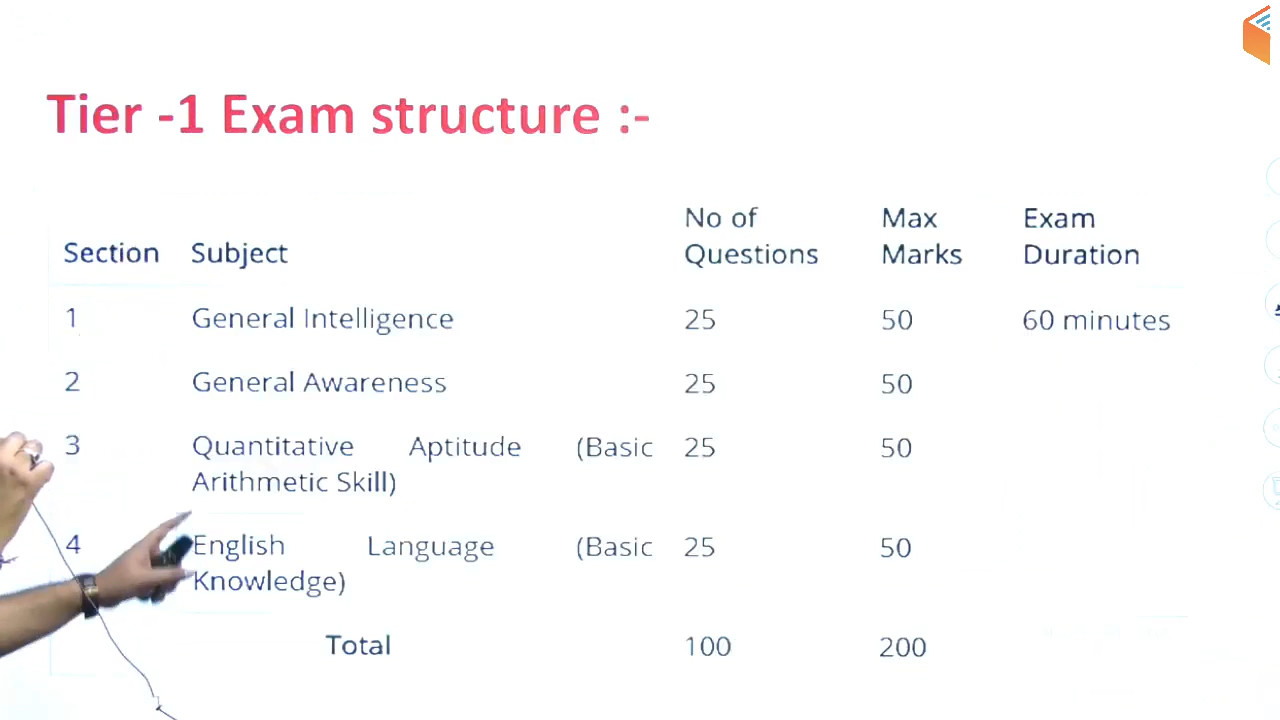 Tier -1 Exam structure :-
Section Subject No of Questions Max Marks Exam Duration
1 General Intelligence 25 50 60 minutes
2 General Awareness 25 50
3 Quantitative Aptitude (Basic 25 50
Arithmetic Skill)
4 English Language (Basic 25 50
Knowledge)
Total 100 200